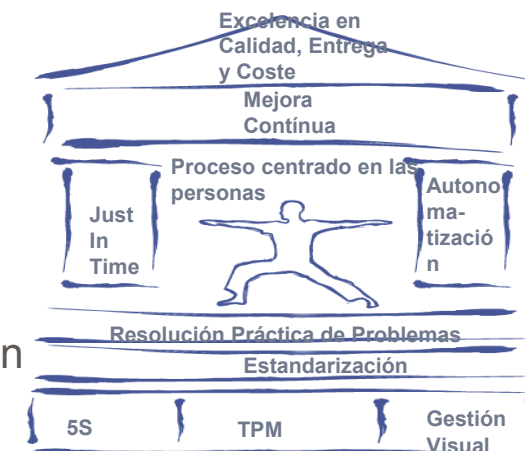 Excelencia en
Calidad, Entrega
y Coste
Mejora
Contínua
Proceso centrado en las
personas
Just
In
Time
Autono
ma-
tizació
n
Resolución Práctica de Problemas
n
Estandarización
5S
TPM
Gestión
Visual